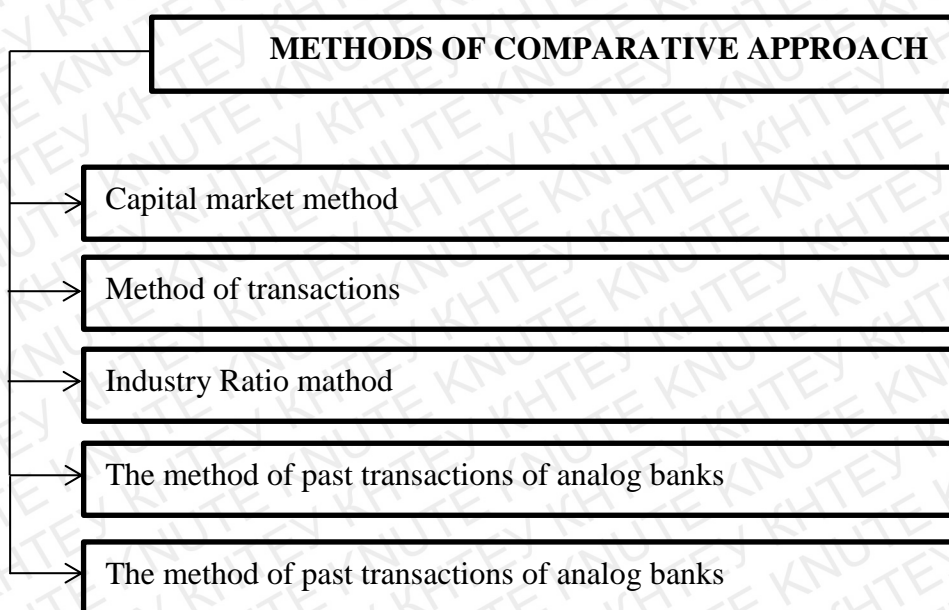 METHODS OF COMPARATIVE APPROACH
Capital market method
Method of transactions
Industry Ratio mathod
The method of past transactions of analog banks
The method of past transactions of analog banks